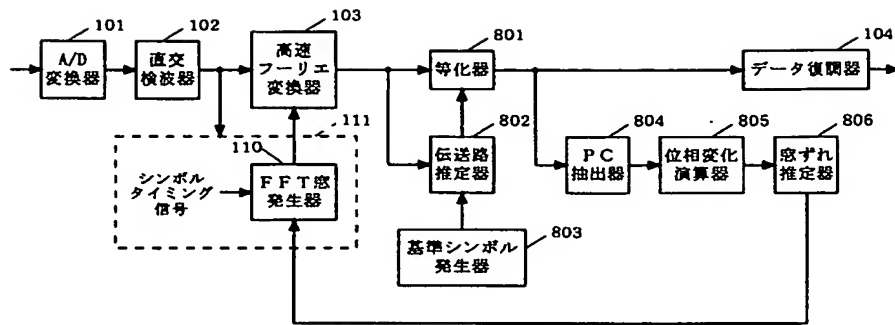 101
A/D
変換器
102
直交
検波器
103
高速
フーリエ
変換器
801
等化器
104
データ復調器
111
110
FFT窓
発生器
シンボル
タイミング
信号
802
伝送路
推定器
804
PC
抽出器
805
位相変化
演算器
806
窓ずれ
推定器
803
基準シンボル
発生器